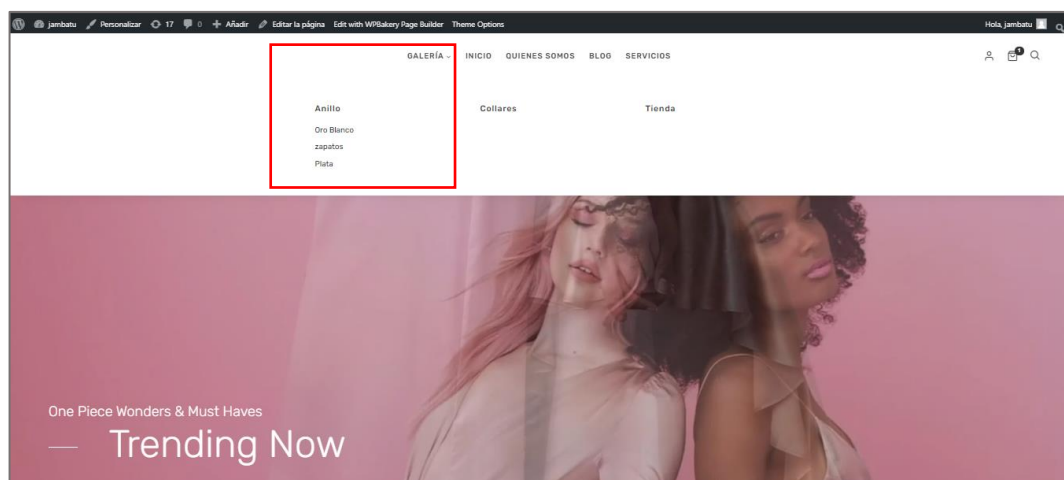 jambatu Personalizar 17 0 + Añadir Editar la página Edit with WPBakery Page Builder Theme Options Hola, jambatu
GALERÍA INICIO QUIENES SOMOS BLOG SERVICIOS 1
Anillo Collares Tienda
Oro Blanco
zapatos
Plata
One Piece Wonders & Must Haves
Trending Now